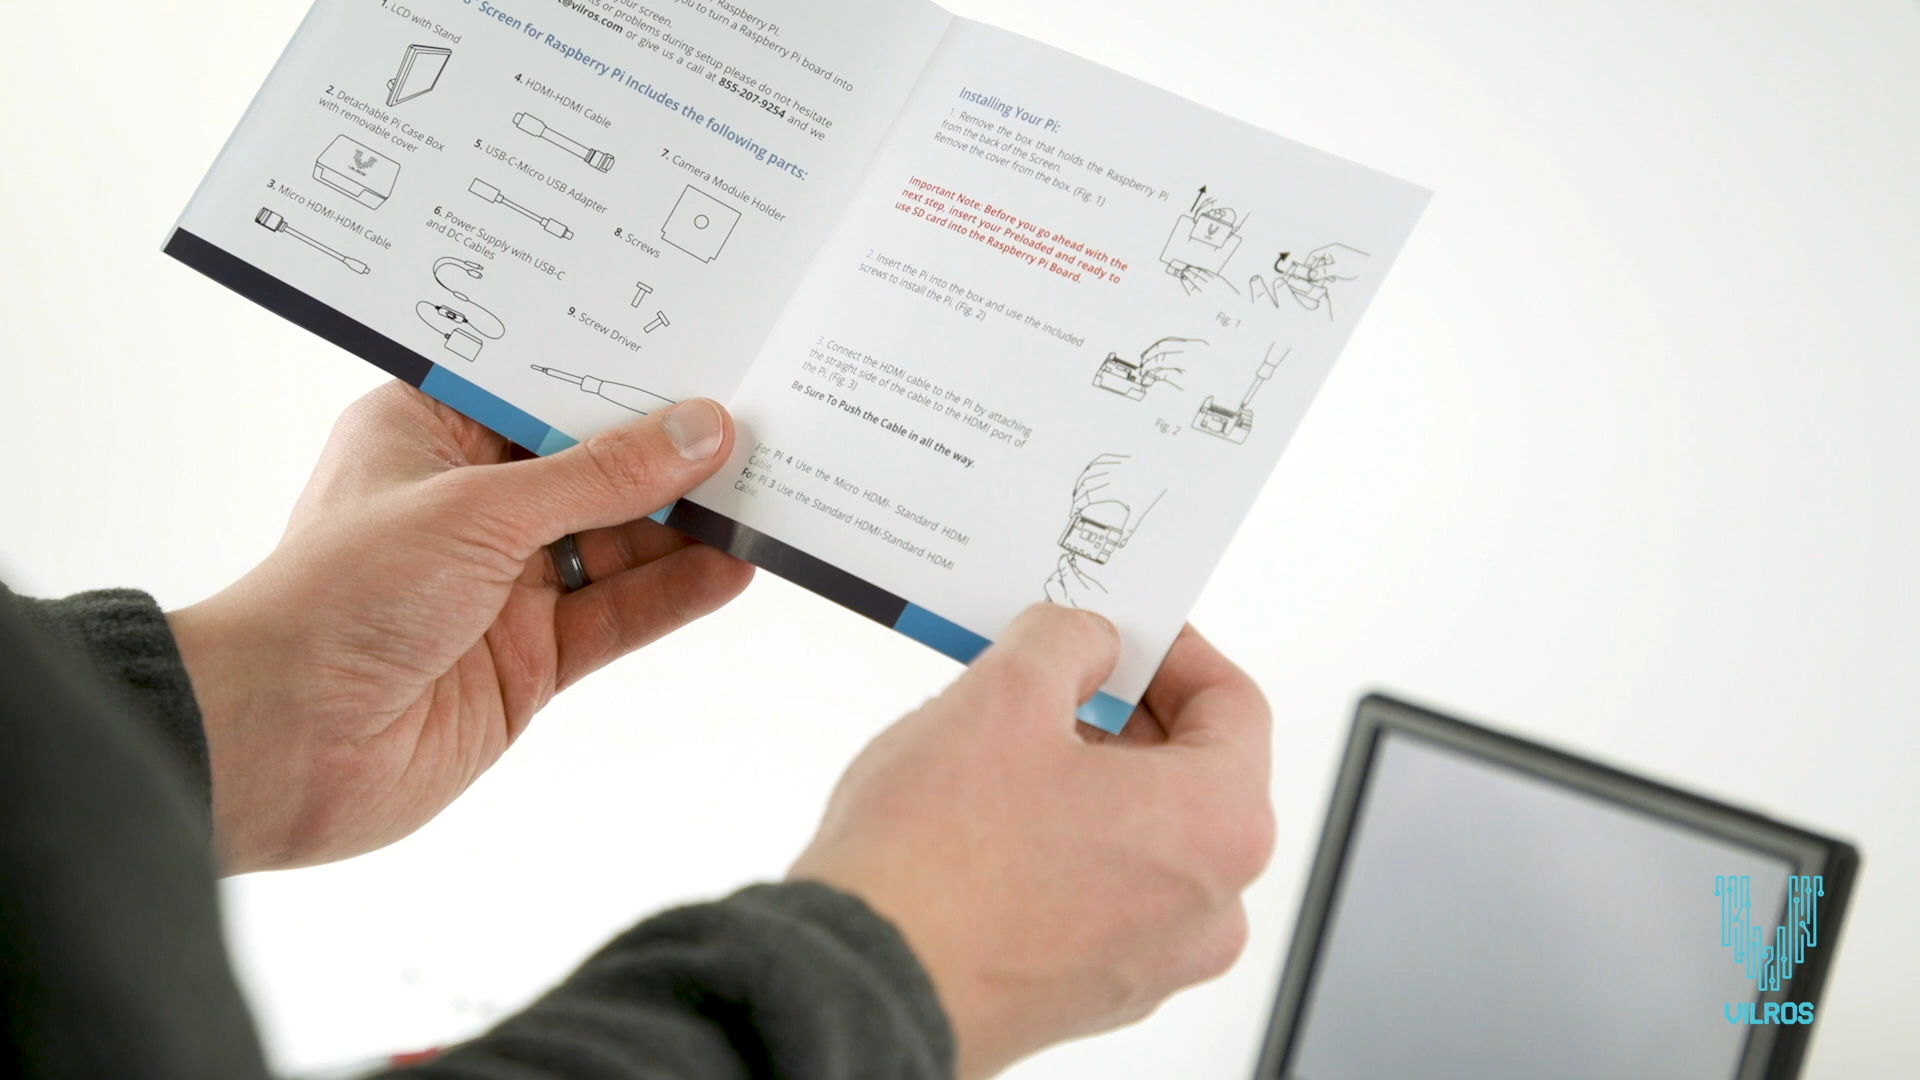 Raspberry Pi.
you to turn a Raspberry Pi board into
your screen.
or problems during setup please do not hesitate
@vilros.com or give us a call at 855-207-9254 and we
Screen for Raspberry Pi Includes the following parts:
1. LCD with Stand
2. Detachable Pi Case Box
with removable cover
VILROS
3. Micro HDMI-HDMI Cable
4. HDMI-HDMI Cable
5. USB-C-Micro USB Adapter
6. Power Supply with USB-C
and DC Cables
7. Camera Module Holder
8. Screws
9. Screw Driver
Installing Your Pi:
1. Remove the box that holds the Raspberry Pi
from the back of the Screen.
Remove the cover from the box. (Fig. 1)
Important Note: Before you go ahead with the
next step, insert your Preloaded and ready to
use SD card into the Raspberry Pi Board.
Fig. 1
2. Insert the Pi into the box and use the included
screws to install the Pi. (Fig. 2)
Fig. 2
3. Connect the HDMI cable to the Pi by attaching
the straight side of the cable to the HDMI port of
the Pi. (Fig. 3)
Be Sure To Push the Cable in all the way.
For Pi 4 Use the Micro HDMI- Standard HDMI
Cable.
For Pi 3 Use the Standard HDMI-Standard HDMI
Cable.
VILROS